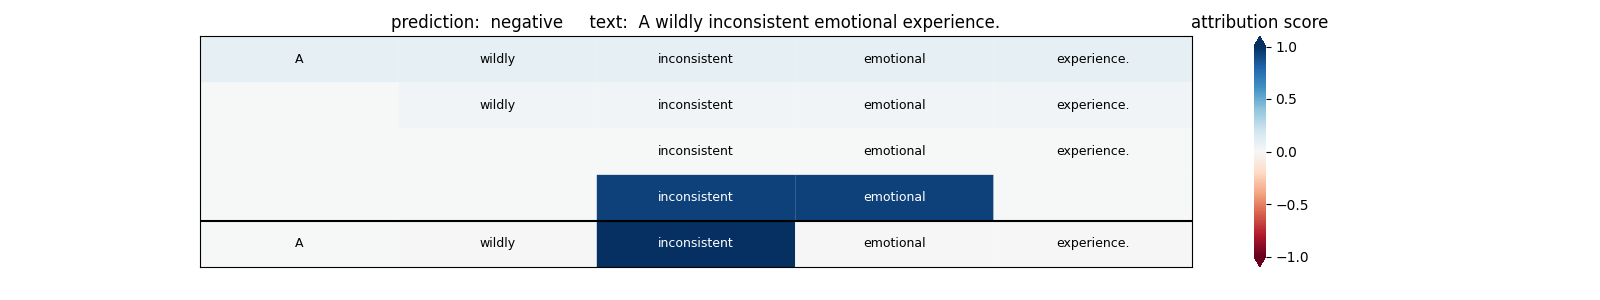 prediction:  negative     text:  A wildly inconsistent emotional experience.
attribution score
A wildly inconsistent emotional experience.
wildly inconsistent emotional experience.
inconsistent emotional experience.
inconsistent emotional
A wildly inconsistent emotional experience.
1.0
0.5
0.0
−0.5
−1.0